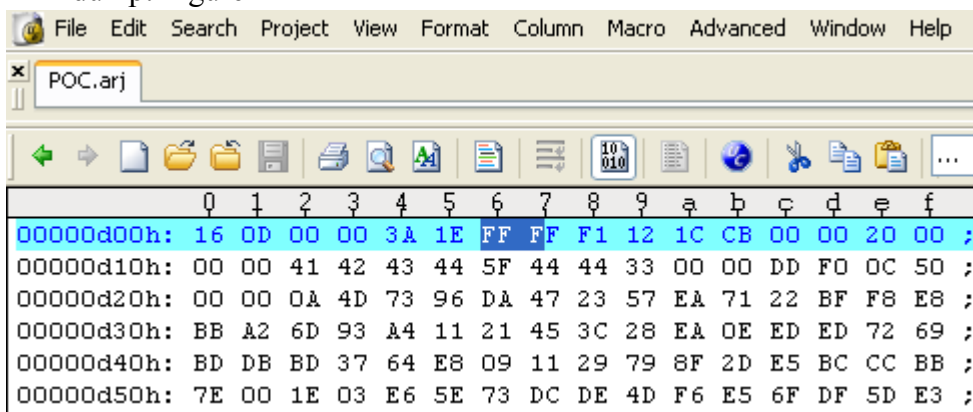 File Edit Search Project View Format Column Macro Advanced Window Help
POC.arj
0 1 2 3 4 5 6 7 8 9 a b c d e f
00000d00h: 16 0D 00 00 3A 1E FF FF F1 12 1C CB 00 00 20 00 ;
00000d10h: 00 00 41 42 43 44 5F 44 44 33 00 00 DD F0 0C 50 ;
00000d20h: 00 00 0A 4D 73 96 DA 47 23 57 EA 71 22 BF F8 E8 ;
00000d30h: BB A2 6D 93 A4 11 21 45 3C 28 EA 0E ED ED 72 69 ;
00000d40h: BD DB BD 37 64 E8 09 11 29 79 8F 2D E5 BC CC BB ;
00000d50h: 7E 00 1E 03 E6 5E 73 DC DE 4D F6 E5 6F DF 5D E3 ;